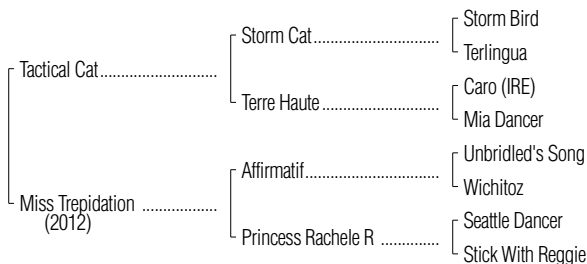 Storm Bird
Storm Cat........................................
Terlingua
Tactical Cat......................................
Caro (IRE)
Terre Haute ....................................
Mia Dancer
Unbridled's Song
Affirmatif..........................................
Wichitoz
Miss Trepidation .........................
(2012)
Seattle Dancer
Princess Rachele R ..............
Stick With Reggie